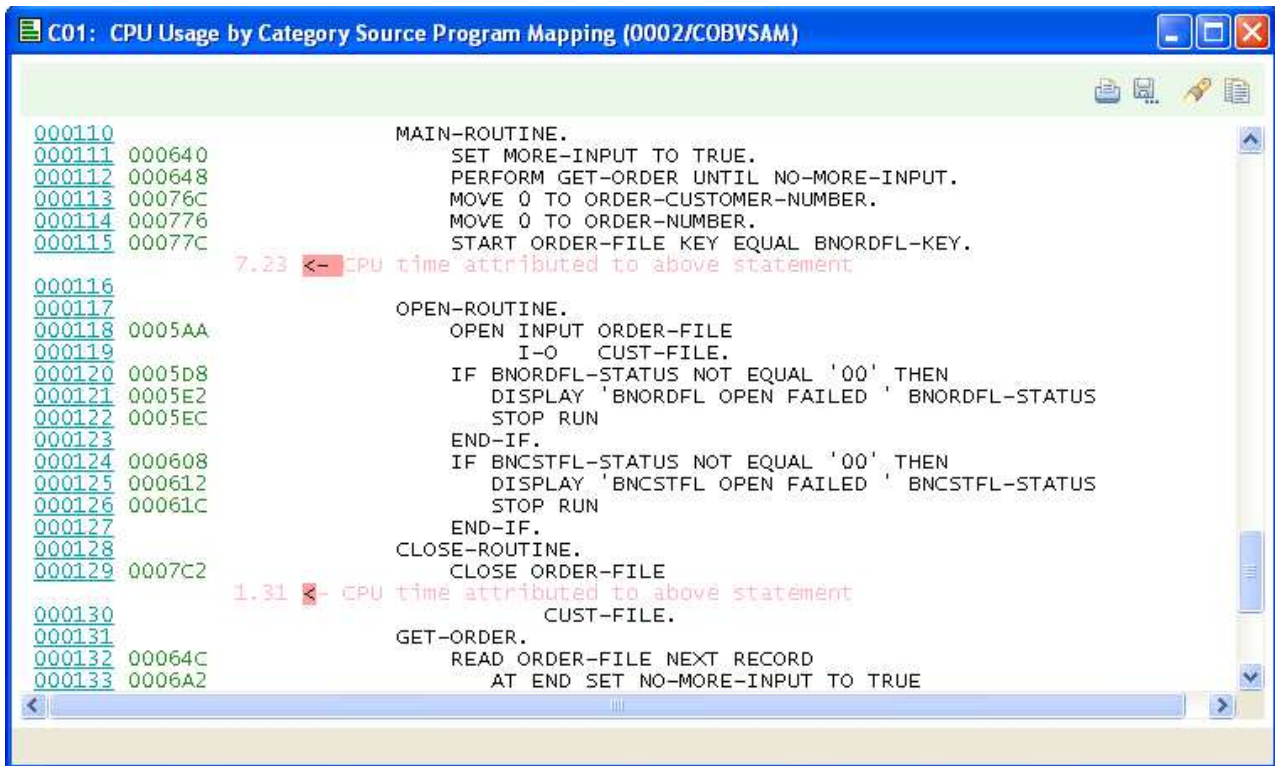 C01: CPU Usage by Category Source Program Mapping (0002/COBVSAM)
000110 MAIN-ROUTINE.
000111 000640 SET MORE-INPUT TO TRUE.
000112 000648 PERFORM GET-ORDER UNTIL NO-MORE-INPUT.
000113 00076C MOVE 0 TO ORDER-CUSTOMER-NUMBER.
000114 000776 MOVE 0 TO ORDER-NUMBER.
000115 00077C START ORDER-FILE KEY EQUAL BNORDFL-KEY.
7.23 <- CPU time attributed to above statement
000116
000117 OPEN-ROUTINE.
000118 0005AA OPEN INPUT ORDER-FILE
000119 I-O CUST-FILE.
000120 0005D8 IF BNORDFL-STATUS NOT EQUAL '00' THEN
000121 0005E2 DISPLAY 'BNORDFL OPEN FAILED ' BNORDFL-STATUS
000122 0005EC STOP RUN
000123 END-IF.
000124 000608 IF BNCSTFL-STATUS NOT EQUAL '00' THEN
000125 000612 DISPLAY 'BNCSTFL OPEN FAILED ' BNCSTFL-STATUS
000126 00061C STOP RUN
000127 END-IF.
000128 CLOSE-ROUTINE.
000129 0007C2 CLOSE ORDER-FILE
1.31 <- CPU time attributed to above statement
000130 CUST-FILE.
000131 GET-ORDER.
000132 00064C READ ORDER-FILE NEXT RECORD
000133 0006A2 AT END SET NO-MORE-INPUT TO TRUE